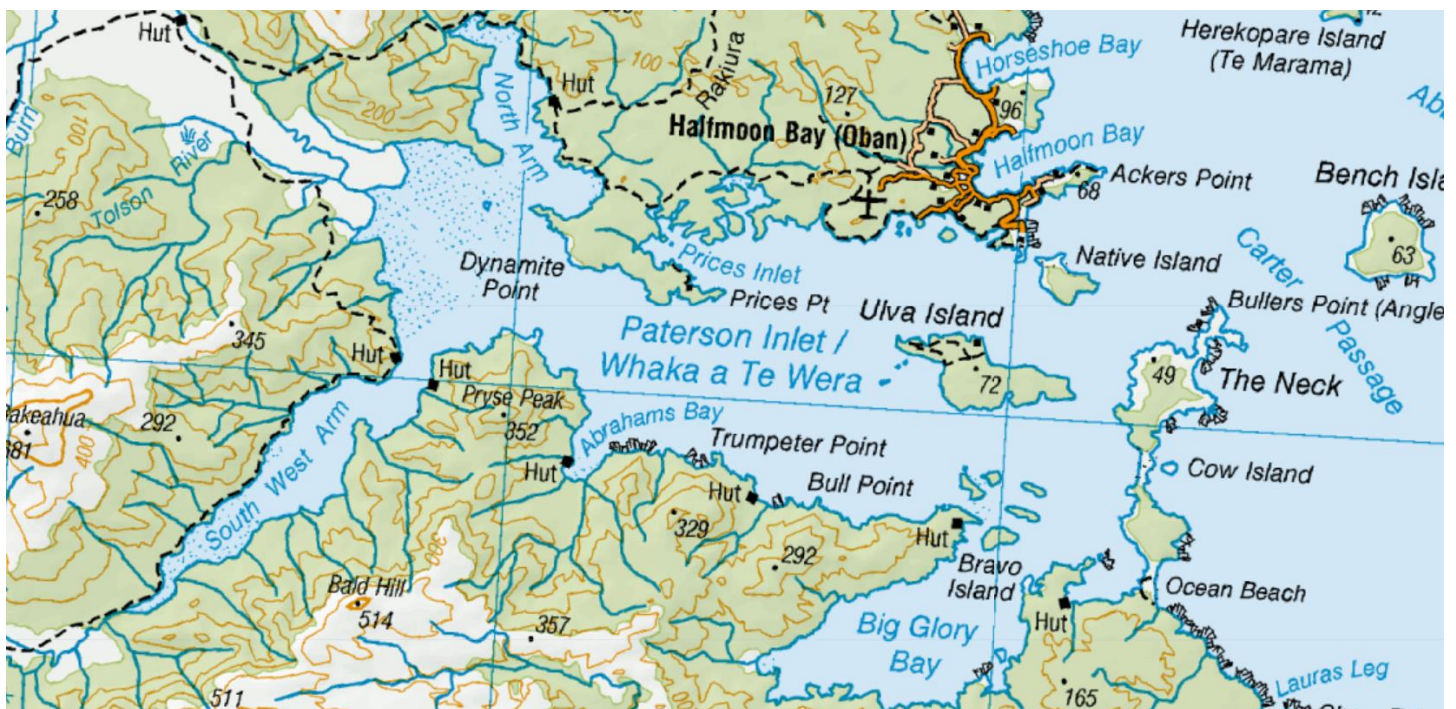 Hut
Herekopare Island
(Te Marama)
Horseshoe Bay
North Arm
Hut
100
Rakiura
127
96
Halfmoon Bay (Oban)
Halfmoon Bay
Ackers Point
68
Burn
100
200
Tolson River
258
Bench Isla
63
Carter Passage
Native Island
Bullers Point (Angle
Dynamite
Point
Prices Inlet
Prices Pt
Ulva Island
72
Paterson Inlet /
Whaka a Te Wera
345
Hut
Hut
Pryse Peak
352
49
The Neck
akeahua
681
400
292
South West Arm
Abrahams Bay
Hut
Trumpeter Point
Bull Point
Hut
Cow Island
329
300
292
Hut
Bravo
Island
Bald Hill
514
357
Ocean Beach
Hut
Big Glory
Bay
Lauras Leg
511
165